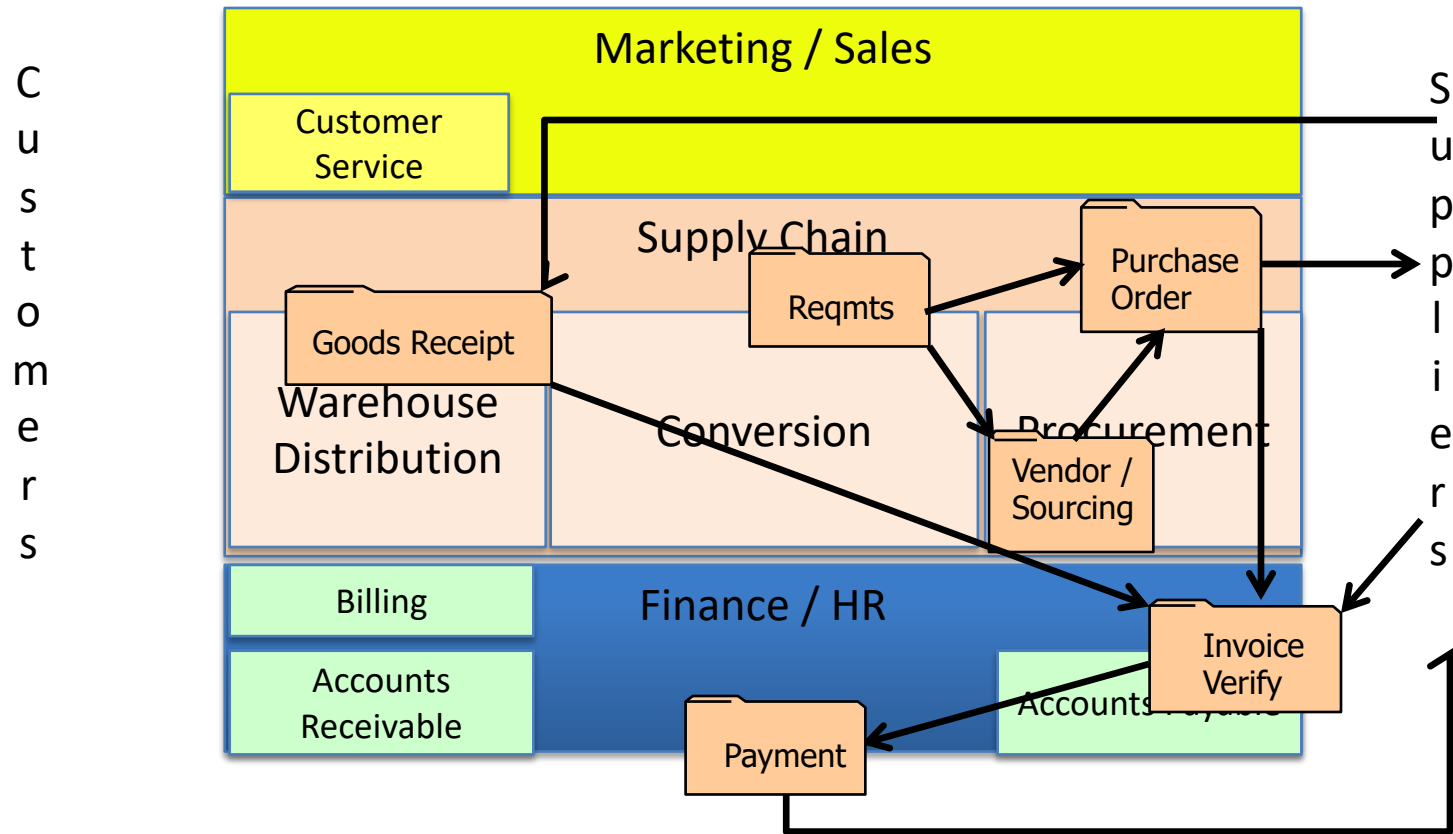 Customers
Marketing / Sales
Customer
Service
Supply Chain
Goods Receipt
Reqmts
Purchase
Order
Warehouse
Distribution
Conversion
Procurement
Vendor /
Sourcing
Billing
Finance / HR
Accounts
Receivable
Invoice
Verify
Accounts Payable
Payment
Suppliers